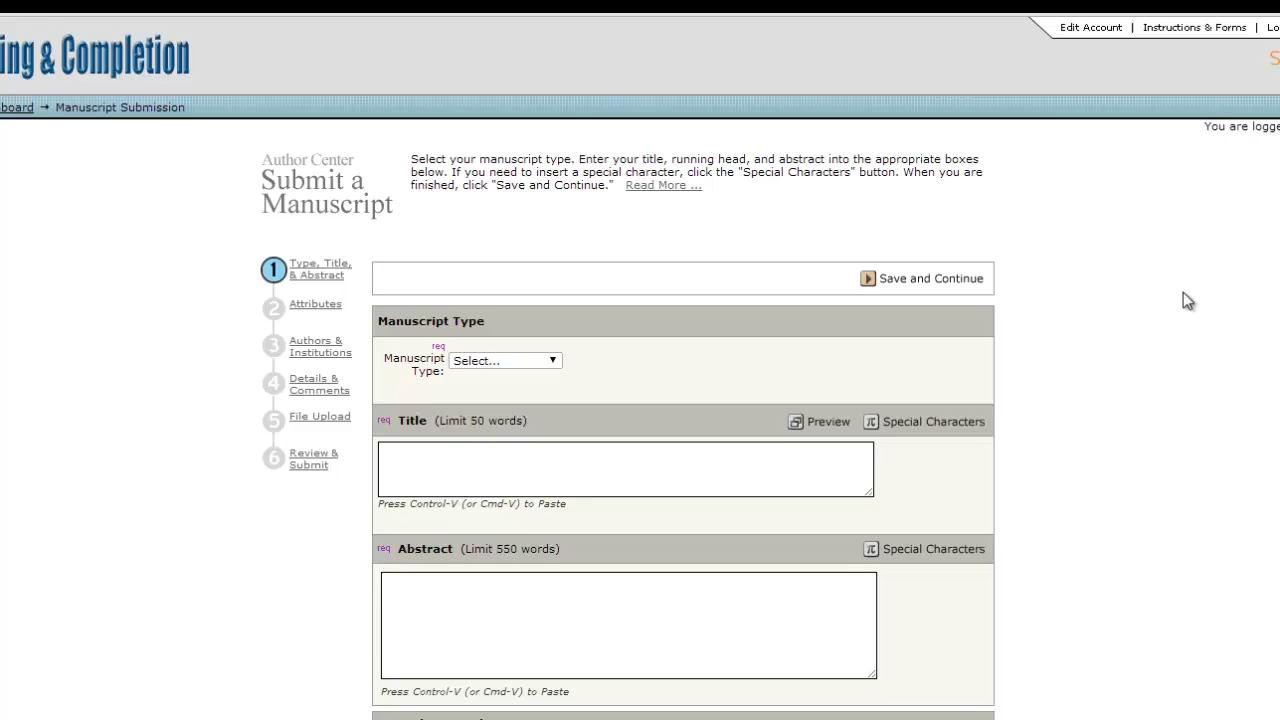 Edit Account | Instructions & Forms | Lo
ing & Completion
S
board → Manuscript Submission
You are logge
Author Center
Submit a
Manuscript
Select your manuscript type. Enter your title, running head, and abstract into the appropriate boxes
below. If you need to insert a special character, click the "Special Characters" button. When you are
finished, click "Save and Continue." Read More ...
1 Type, Title,
& Abstract
2 Attributes
3 Authors &
Institutions
4 Details &
Comments
5 File Upload
6 Review &
Submit
Save and Continue
Manuscript Type
req
Manuscript
Type:
Select...
req Title (Limit 50 words) Preview π Special Characters
Press Control-V (or Cmd-V) to Paste
req Abstract (Limit 550 words) π Special Characters
Press Control-V (or Cmd-V) to Paste